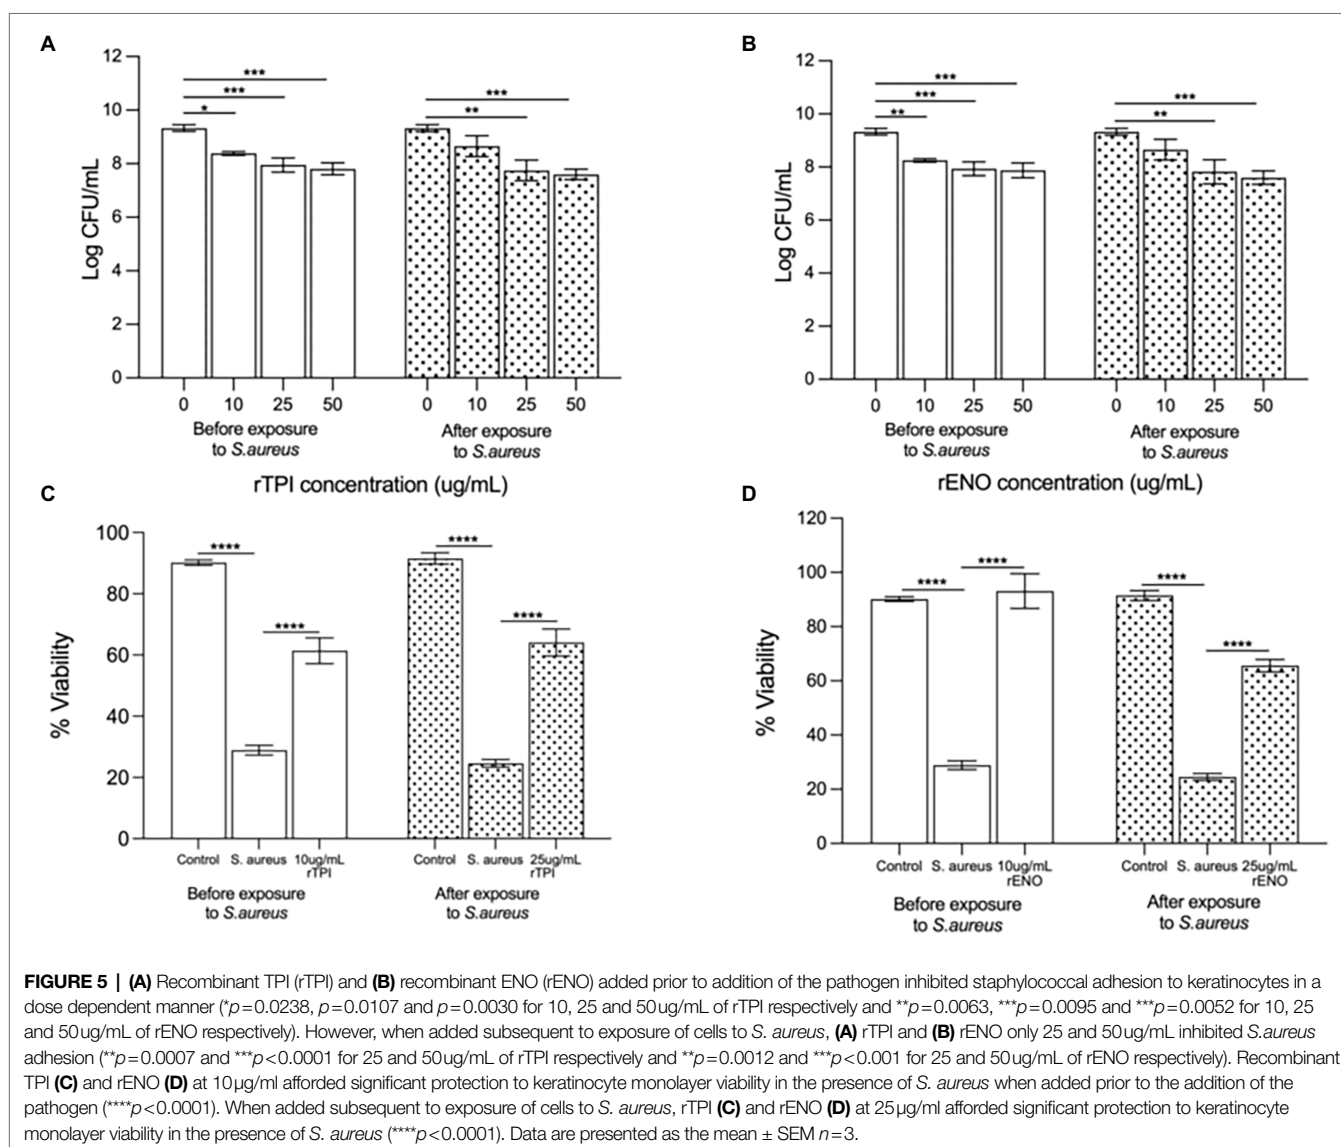 A
12
10
8
6
4
2
0
Log CFU/mL
***
***
*
***
**
0 10 25 50
0 10 25 50
Before exposure
to S.aureus
After exposure
to S.aureus
rTPI concentration (ug/mL)
B
12
10
8
6
4
2
0
Log CFU/mL
***
***
**
***
**
0 10 25 50
0 10 25 50
Before exposure
to S.aureus
After exposure
to S.aureus
rENO concentration (ug/mL)
C
100
80
60
40
20
0
% Viability
****
****
****
****
Control S. aureus 10ug/mL
rTPI
Control S. aureus 25ug/mL
rTPI
Before exposure
to S.aureus
After exposure
to S.aureus
D
120
100
80
60
40
20
0
% Viability
****
****
****
****
Control S. aureus 10ug/mL
rENO
Control S. aureus 25ug/mL
rENO
Before exposure
to S.aureus
After exposure
to S.aureus
FIGURE 5 | (A) Recombinant TPI (rTPI) and (B) recombinant ENO (rENO) added prior to addition of the pathogen inhibited staphylococcal adhesion to keratinocytes in a
dose dependent manner (*p=0.0238, p=0.0107 and p=0.0030 for 10, 25 and 50ug/mL of rTPI respectively and **p=0.0063, ***p=0.0095 and ***p=0.0052 for 10, 25
and 50ug/mL of rENO respectively). However, when added subsequent to exposure of cells to S. aureus, (A) rTPI and (B) rENO only 25 and 50ug/mL inhibited S.aureus
adhesion (**p=0.0007 and ***p<0.0001 for 25 and 50ug/mL of rTPI respectively and **p=0.0012 and ***p<0.001 for 25 and 50ug/mL of rENO respectively). Recombinant
TPI (C) and rENO (D) at 10μg/ml afforded significant protection to keratinocyte monolayer viability in the presence of S. aureus when added prior to the addition of the
pathogen (****p<0.0001). When added subsequent to exposure of cells to S. aureus, rTPI (C) and rENO (D) at 25μg/ml afforded significant protection to keratinocyte
monolayer viability in the presence of S. aureus (****p<0.0001). Data are presented as the mean ± SEM n=3.